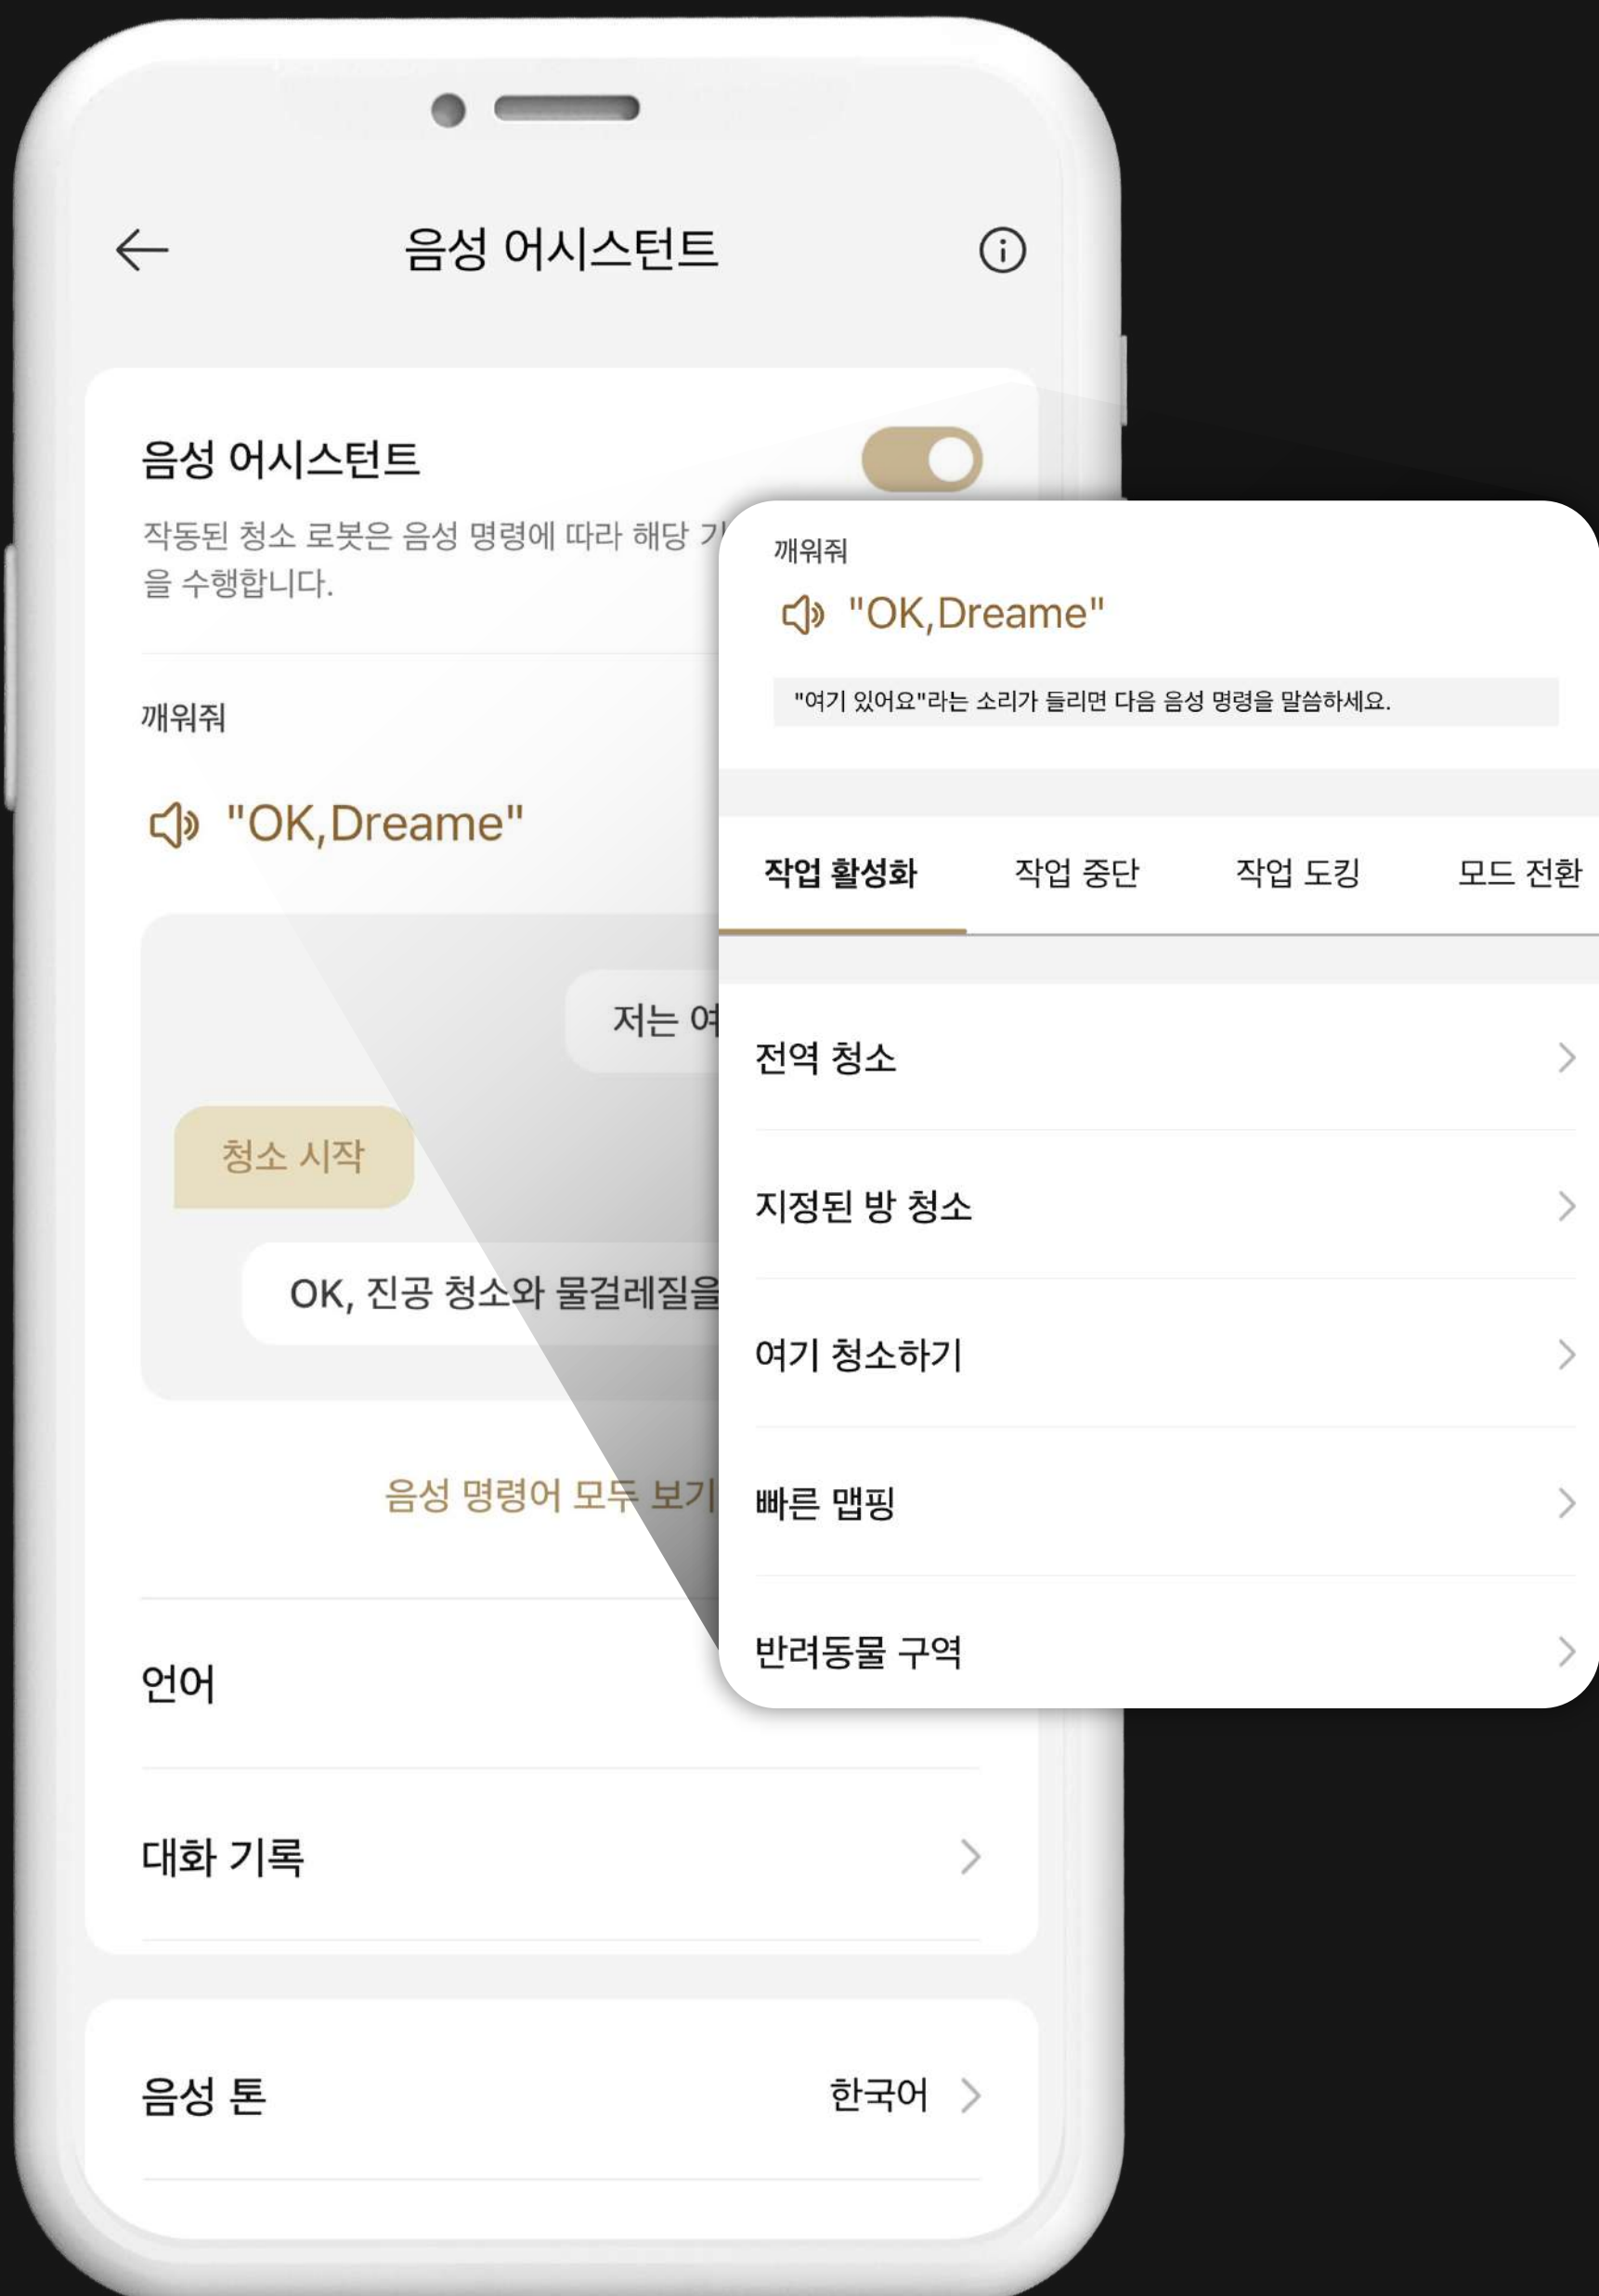 음성 어시스턴트
음성 어시스턴트
작동된 청소 로봇은 음성 명령에 따라 해당
을 수행합니다.
깨워줘
"OK,Dreame"
저는
청소 시작
OK, 진공 청소와 물걸레질을
음성 명령어 모두 보기
언어
대화 기록
음성 톤 한국어
깨워줘
"OK,Dreame"
"여기 있어요"라는 소리가 들리면 다음 음성 명령을 말씀하세요.
작업 활성화 작업 중단 작업 도킹 모드 전환
전역 청소
지정된 방 청소
여기 청소하기
빠른 맵핑
반려동물 구역